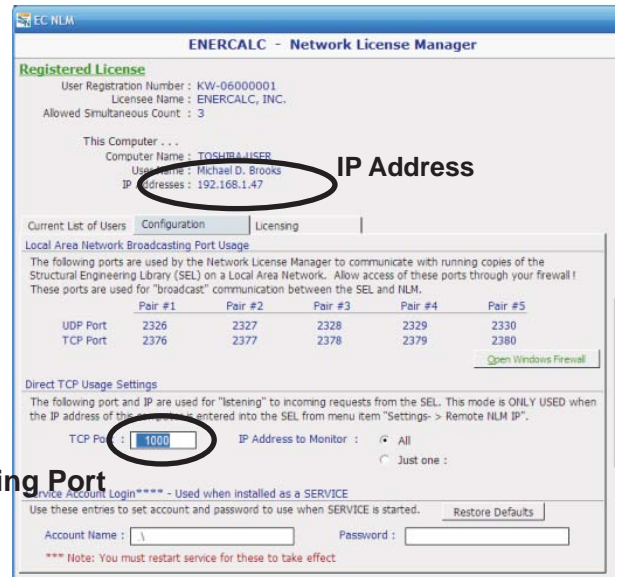 EC NLM
ENERCALC - Network License Manager
Registered License
User Registration Number : KW-06000001
Licensee Name : ENERCALC, INC.
Allowed Simultaneous Count : 3
This Computer . . .
Computer Name : TOSHIBA-USER
User Name : Michael D. Brooks
IP Addresses : 192.168.1.47
IP Address
Current List of Users Configuration Licensing
Local Area Network Broadcasting Port Usage
The following ports are used by the Network License Manager to communicate with running copies of the
Structural Engineering Library (SEL) on a Local Area Network. Allow access of these ports through your firewall !
These ports are used for "broadcast" communication between the SEL and NLM.
Pair #1 Pair #2 Pair #3 Pair #4 Pair #5
UDP Port 2326 2327 2328 2329 2330
TCP Port 2376 2377 2378 2379 2380
Open Windows Firewall
Direct TCP Usage Settings
The following port and IP are used for "listening" to incoming requests from the SEL. This mode is ONLY USED when
the IP address of this computer is entered into the SEL from menu item "Settings- > Remote NLM IP".
TCP Port : 1000 IP Address to Monitor : All
Just one :
ing Port
Service Account Login**** - Used when installed as a SERVICE
Use these entries to set account and password to use when SERVICE is started. Restore Defaults
Account Name : .\ Password :
*** Note: You must restart service for these to take effect